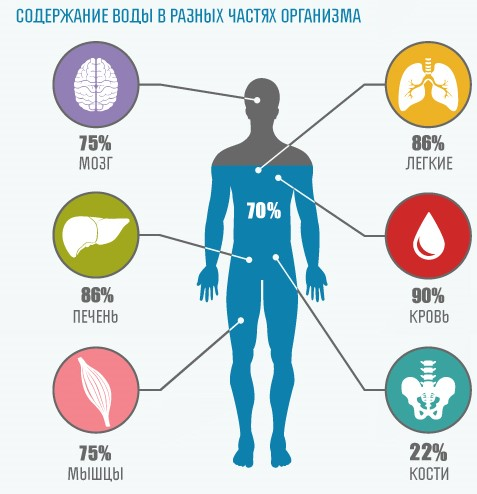 СОДЕРЖАНИЕ ВОДЫ В РАЗНЫХ ЧАСТЯХ ОРГАНИЗМА
75%
МОЗГ
86%
ЛЕГКИЕ
70%
86%
ПЕЧЕНЬ
90%
КРОВЬ
75%
МЫШЦЫ
22%
КОСТИ